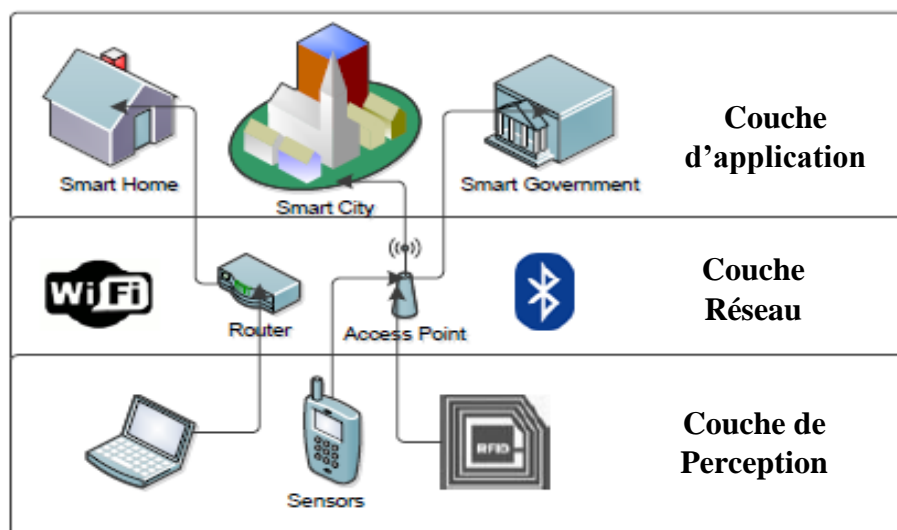 Smart Home
Smart City
Smart Government
Couche
d'application
WiFi
Router
Access Point
Couche
Réseau
Sensors
RFID
Couche de
Perception